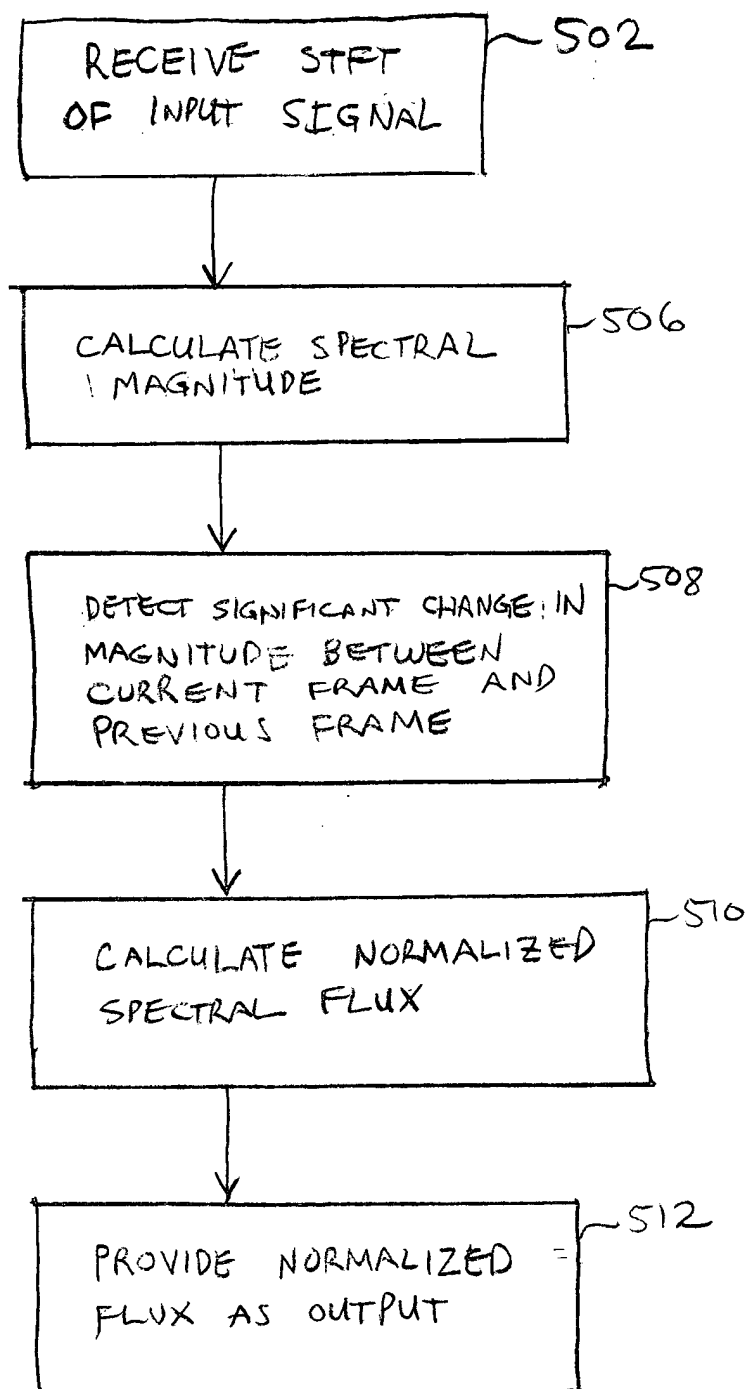 RECEIVE STFT
OF INPUT SIGNAL
502
CALCULATE SPECTRAL
MAGNITUDE
506
DETECT SIGNIFICANT CHANGE IN
MAGNITUDE BETWEEN
CURRENT FRAME AND
PREVIOUS FRAME
508
CALCULATE NORMALIZED
SPECTRAL FLUX
510
PROVIDE NORMALIZED
FLUX AS OUTPUT
512